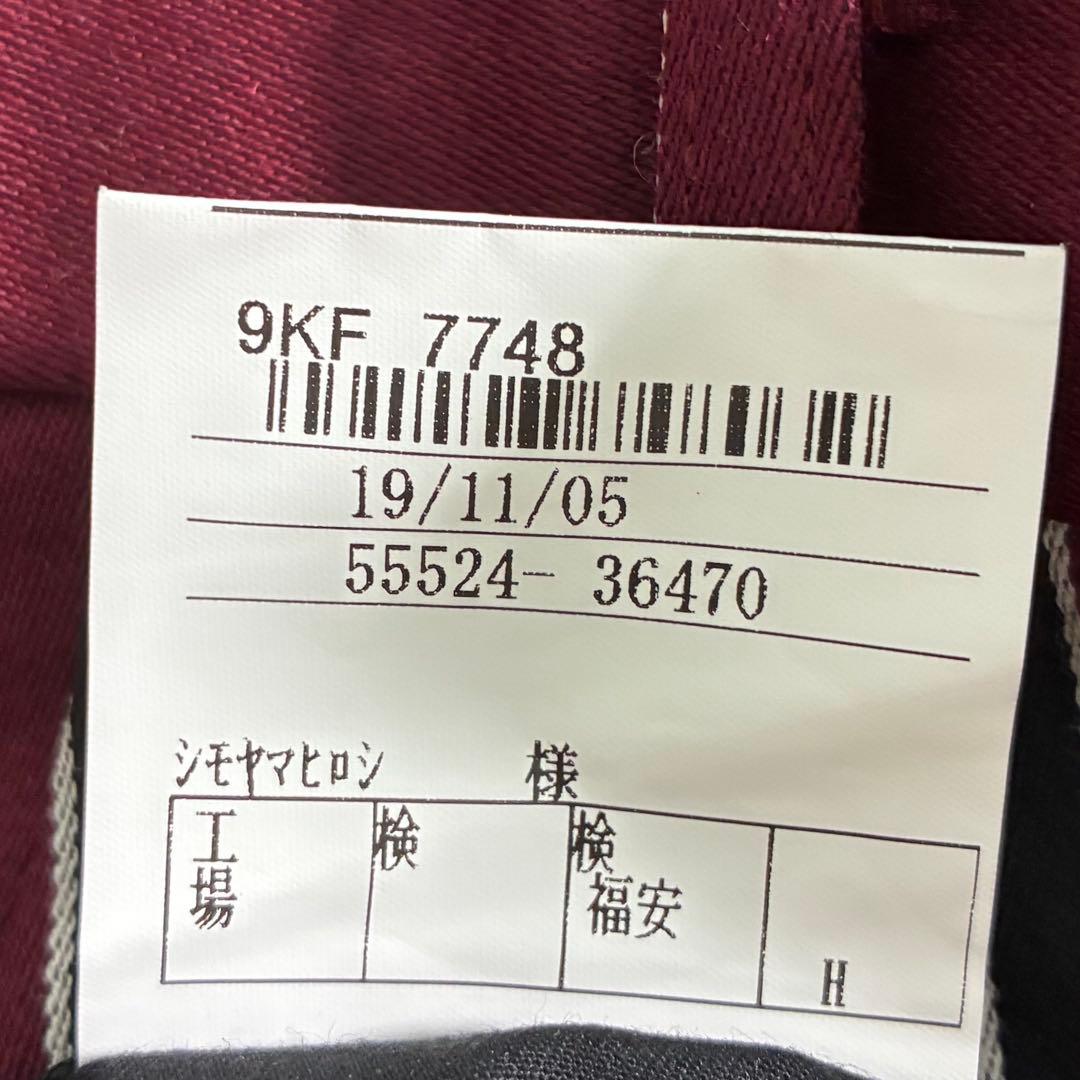 9KF 7748
19/11/05
55524- 36470
シモヤマヒロシ 様
工場 検 検
福安
H